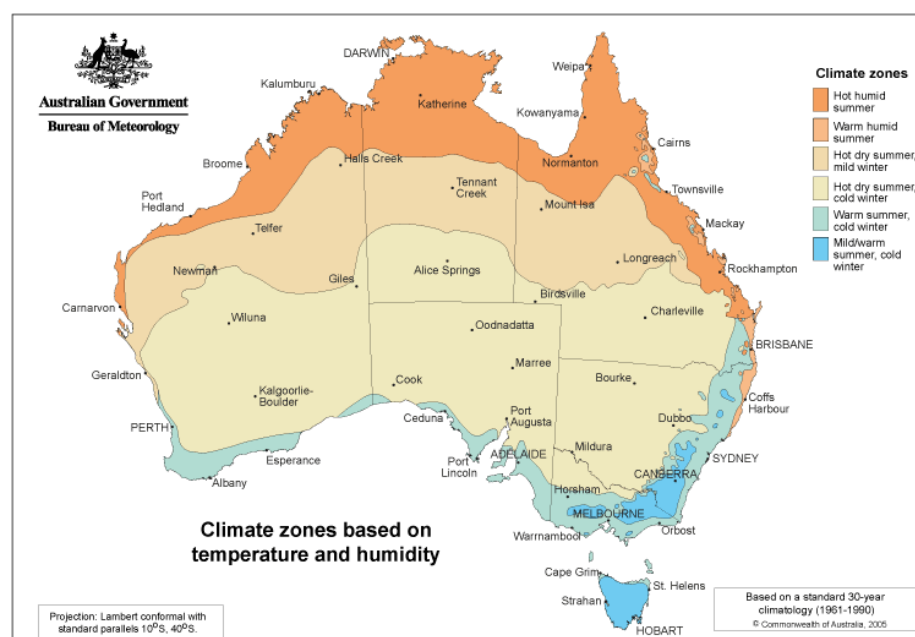 Australian Government
Bureau of Meteorology
Climate zones
Hot humid
summer
Warm humid
summer
Hot dry summer,
mild winter
Hot dry summer,
cold winter
Warm summer,
cold winter
Mild/warm
summer, cold
winter
DARWIN
Weipa
Kalumburu
Katherine
Kowanyama
Cairns
Broome
Halls Creek
Normanton
Tennant
Creek
Townsville
Port
Hedland
Mount Isa
Mackay
Telfer
Newman
Giles
Alice Springs
Longreach
Rockhampton
Carnarvon
Birdsville
Wiluna
Oodnadatta
Charleville
BRISBANE
Geraldton
Marree
Kalgoorlie-
Boulder
Cook
Bourke
Coffs
Harbour
PERTH
Ceduna
Port
Augusta
Dubbo
Esperance
Mildura
SYDNEY
Port
Lincoln
ADELAIDE
Albany
CANBERRA
Horsham
MELBOURNE
Orbost
Warrnambool
Climate zones based on
temperature and humidity
Cape Grim
St. Helens
Strahan
HOBART
Projection: Lambert conformal with
standard parallels 10°S, 40°S.
Based on a standard 30-year
climatology (1961-1990)
© Commonwealth of Australia, 2005